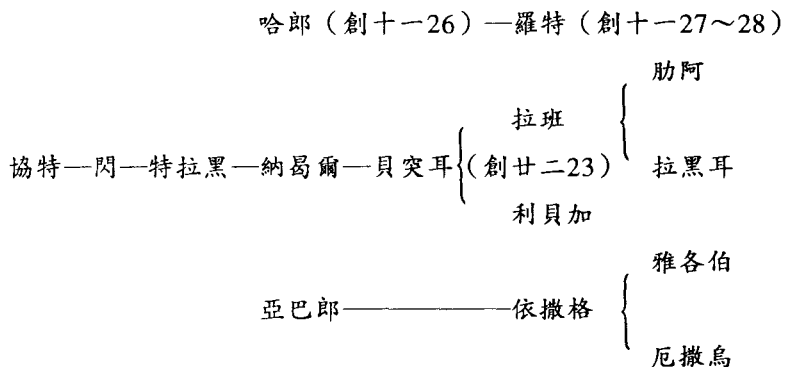 哈郎（創十一26）—羅特（創十一27～28）
肋阿
拉班
協特—閃—特拉黑—納曷爾—貝突耳 (創廿二23) 拉黑耳
利貝加
雅各伯
亞巴郎——————依撒格
厄撒烏